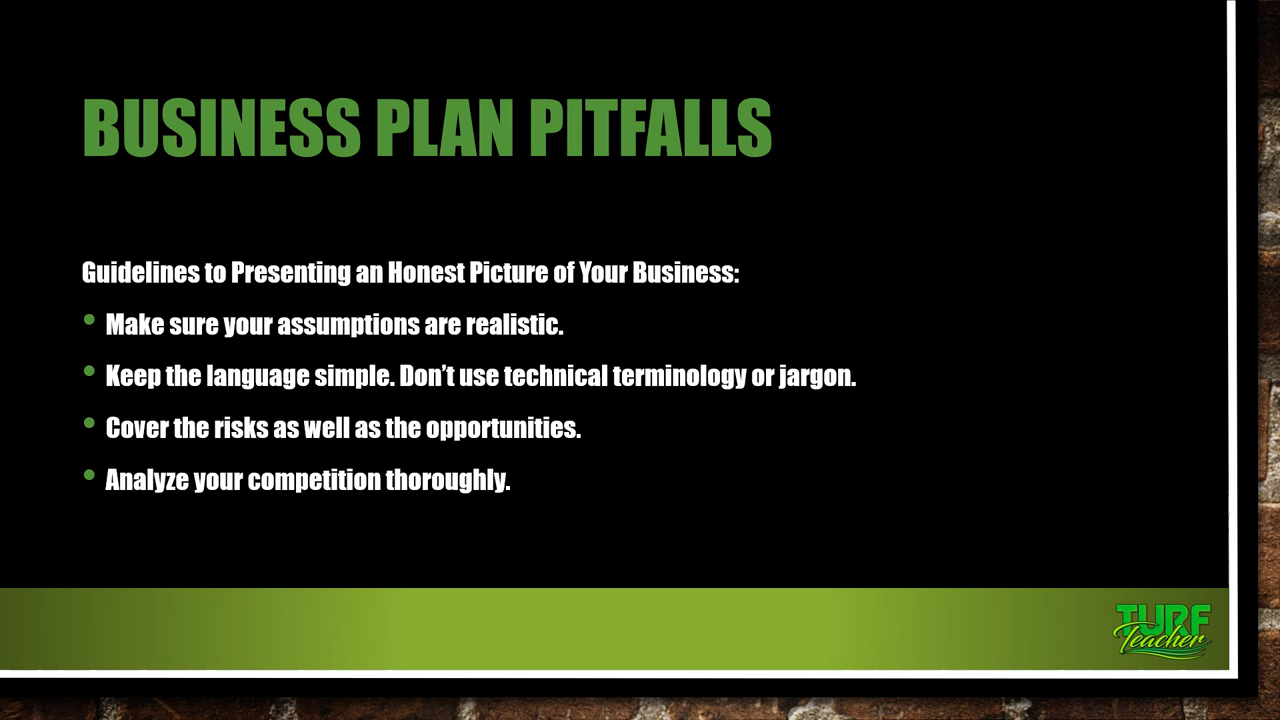 BUSINESS PLAN PITFALLS
Guidelines to Presenting an Honest Picture of Your Business:
• Make sure your assumptions are realistic.
• Keep the language simple. Don’t use technical terminology or jargon.
• Cover the risks as well as the opportunities.
• Analyze your competition thoroughly.
TURF
Teacher